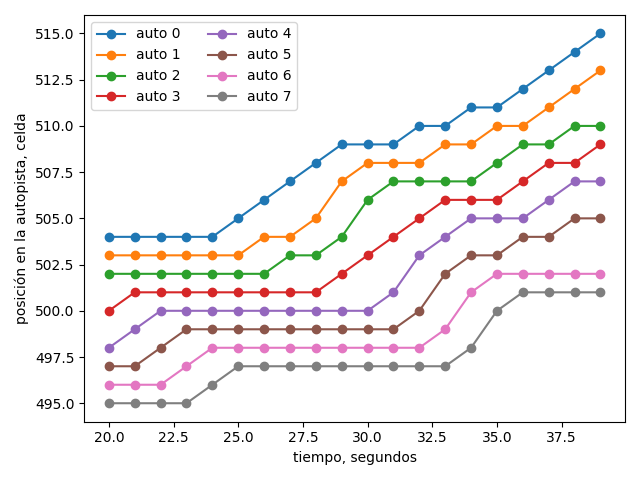 515.0
512.5
510.0
507.5
505.0
502.5
500.0
497.5
495.0
posición en la autopista, celda
auto 0
auto 1
auto 2
auto 3
auto 4
auto 5
auto 6
auto 7
20.0 22.5 25.0 27.5 30.0 32.5 35.0 37.5
tiempo, segundos